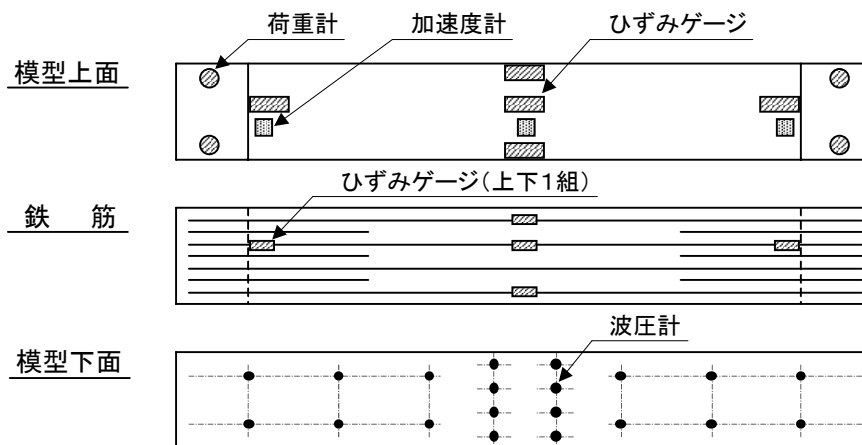 荷重計
加速度計
ひずみゲージ
模型上面
ひずみゲージ(上下1組)
鉄　筋
波圧計
模型下面